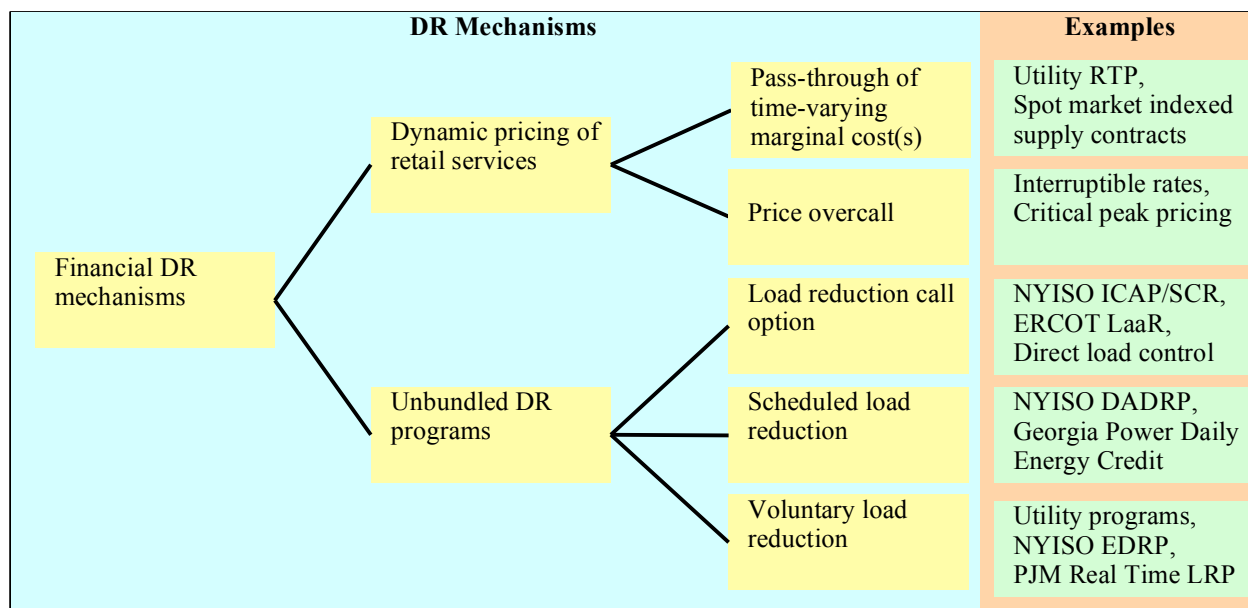 DR Mechanisms
Examples
Financial DR
mechanisms
Dynamic pricing of
retail services
Pass-through of
time-varying
marginal cost(s)
Utility RTP,
Spot market indexed
supply contracts
Price overcall
Interruptible rates,
Critical peak pricing
Unbundled DR
programs
Load reduction call
option
NYISO ICAP/SCR,
ERCOT LaaR,
Direct load control
Scheduled load
reduction
NYISO DADRP,
Georgia Power Daily
Energy Credit
Voluntary load
reduction
Utility programs,
NYISO EDRP,
PJM Real Time LRP